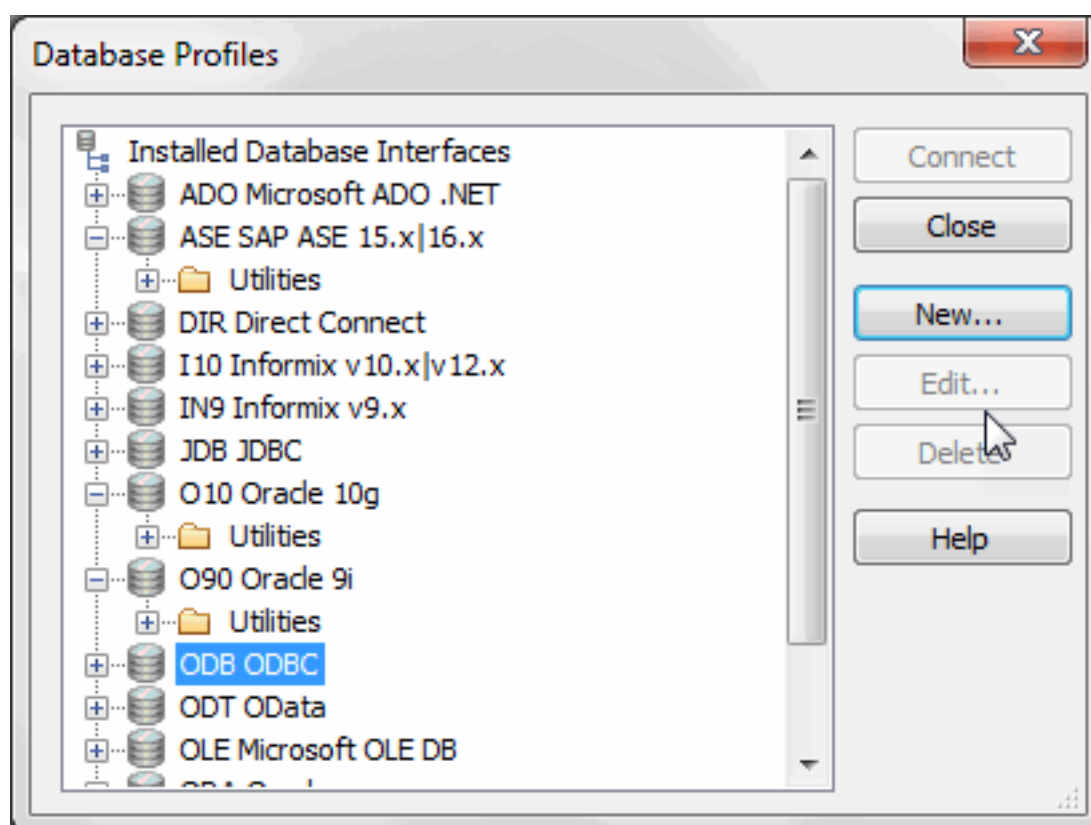 Database Profiles
Installed Database Interfaces
ADO Microsoft ADO .NET
ASE SAP ASE 15.x|16.x
Utilities
DIR Direct Connect
I10 Informix v10.x|v12.x
IN9 Informix v9.x
JDB JDBC
O10 Oracle 10g
Utilities
O90 Oracle 9i
Utilities
ODB ODBC
ODT OData
OLE Microsoft OLE DB
Connect
Close
New...
Edit...
Delete
Help